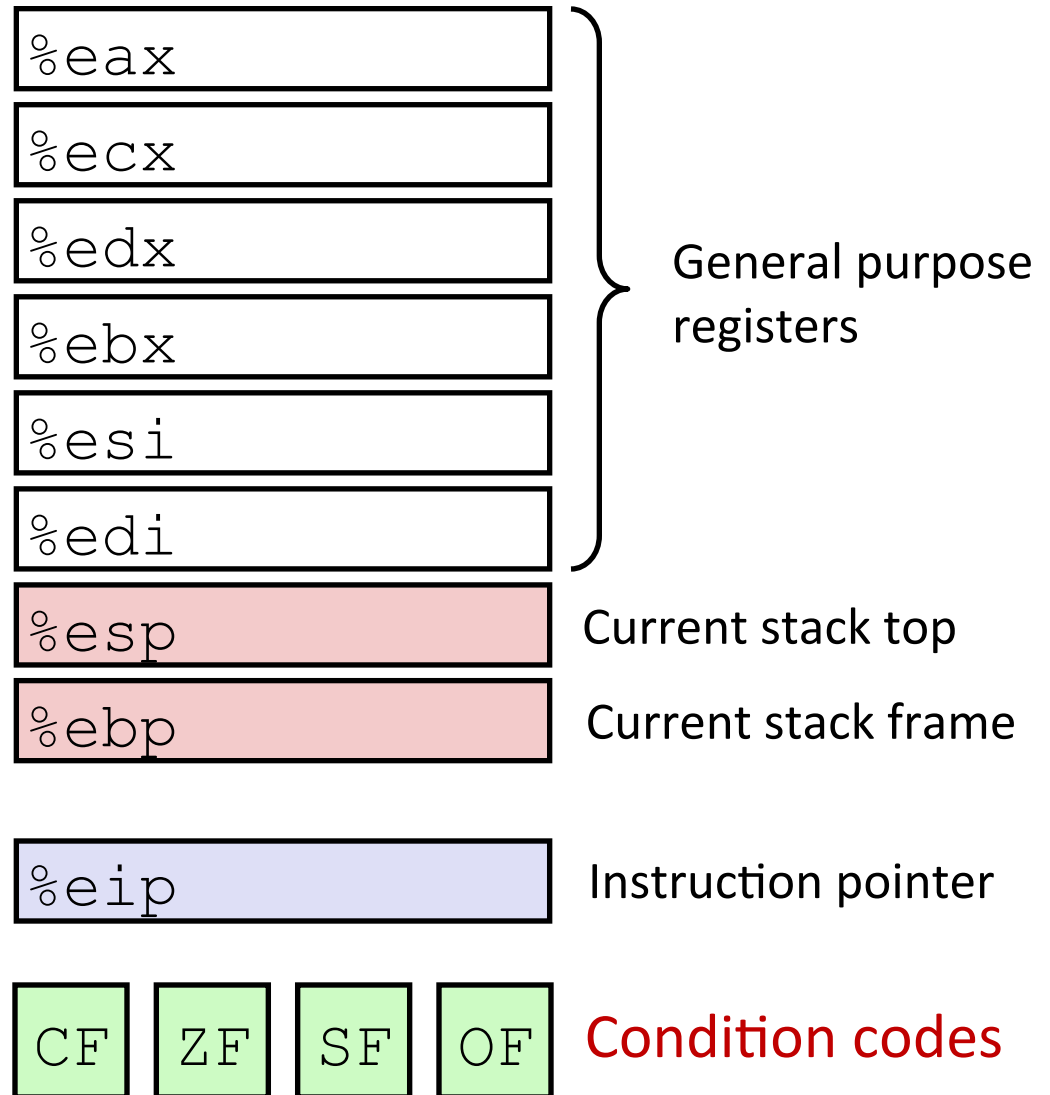 %eax
%ecx
%edx
General purpose
registers
%ebx
%esi
%edi
%esp Current stack top
%ebp Current stack frame
%eip Instruction pointer
CF ZF SF OF Condition codes